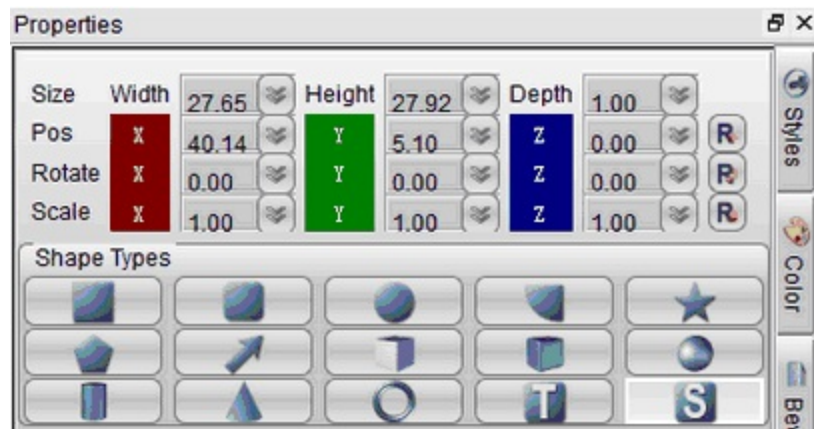 Properties
Size Width 27.65 Height 27.92 Depth 1.00
Pos X 40.14 Y 5.10 Z 0.00 R
Rotate X 0.00 Y 0.00 Z 0.00 R
Scale X 1.00 Y 1.00 Z 1.00 R
Shape Types
T S
Styles
Color
Bev